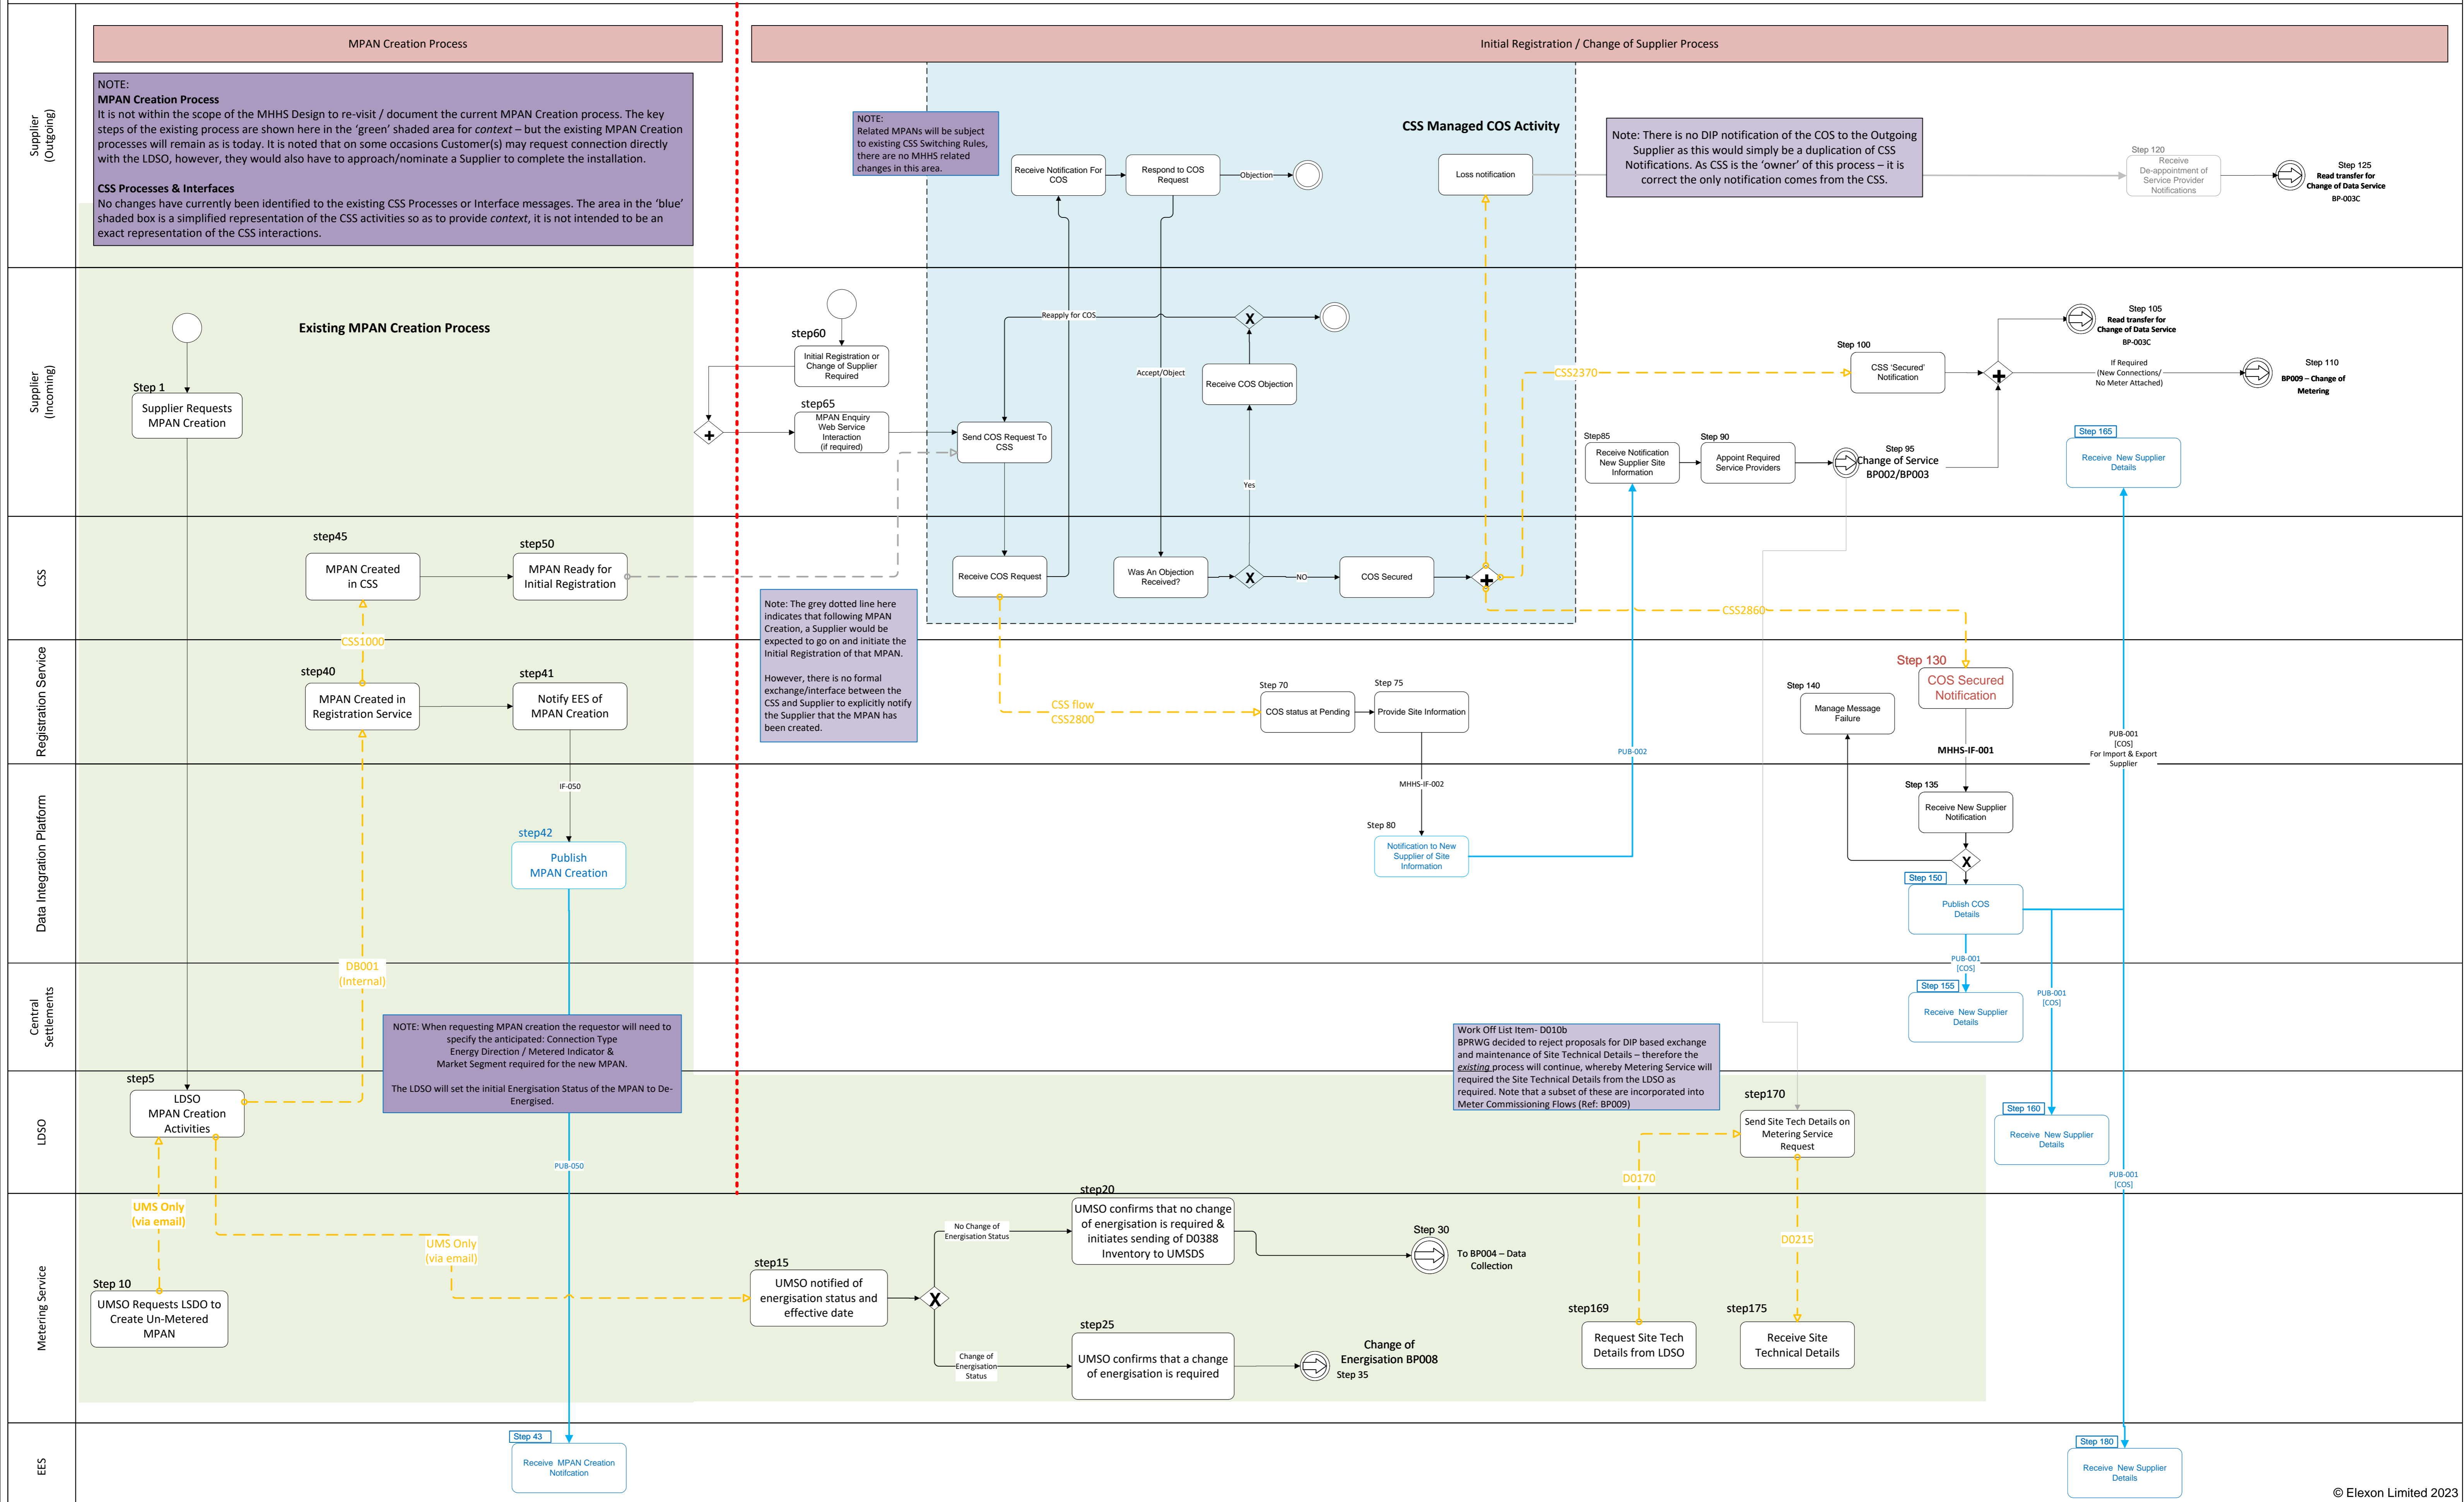 MPAN Creation Process
Initial Registration / Change of Supplier Process
Supplier
(Outgoing)
NOTE:
MPAN Creation Process
It is not within the scope of the MHHS Design to re-visit / document the current MPAN Creation process. The key
steps of the existing process are shown here in the ‘green’ shaded area for context – but the existing MPAN Creation
processes will remain as is today. It is noted that on some occasions Customer(s) may request connection directly
with the LDSO, however, they would also have to approach/nominate a Supplier to complete the installation.
CSS Processes & Interfaces
No changes have currently been identified to the existing CSS Processes or Interface messages. The area in the ‘blue’
shaded box is a simplified representation of the CSS activities so as to provide context, it is not intended to be an
exact representation of the CSS interactions.
NOTE:
Related MPANs will be subject
to existing CSS Switching Rules,
there are no MHHS related
changes in this area.
CSS Managed COS Activity
Receive Notification For
COS
Respond to COS
Request
Objection
Loss notification
Note: There is no DIP notification of the COS to the Outgoing
Supplier as this would simply be a duplication of CSS
Notifications. As CSS is the ‘owner’ of this process – it is
correct the only notification comes from the CSS.
Step 120
Receive
De-appointment of
Service Provider
Notifications
Step 125
Read transfer for
Change of Data Service
BP-003C
Supplier
(Incoming)
Existing MPAN Creation Process
Step 1
Supplier Requests
MPAN Creation
step60
Initial Registration or
Change of Supplier
Required
step65
MPAN Enquiry
Web Service
Interaction
(if required)
Reapply for COS
X
Accept/Object
Receive COS Objection
Send COS Request To
CSS
Yes
CSS2370
Step 100
CSS ‘Secured’
Notification
Step 105
Read transfer for
Change of Data Service
BP-003C
If Required
(New Connections/
No Meter Attached)
Step 110
BP009 – Change of
Metering
Step85
Receive Notification
New Supplier Site
Information
Step 90
Appoint Required
Service Providers
Step 95
Change of Service
BP002/BP003
Step 165
Receive New Supplier
Details
CSS
step45
MPAN Created
in CSS
step50
MPAN Ready for
Initial Registration
Receive COS Request
Was An Objection
Received?
X
NO
COS Secured
CSS2860
Note: The grey dotted line here
indicates that following MPAN
Creation, a Supplier would be
expected to go on and initiate the
Initial Registration of that MPAN.
However, there is no formal
exchange/interface between the
CSS and Supplier to explicitly notify
the Supplier that the MPAN has
been created.
CSS1000
Registration Service
step40
MPAN Created in
Registration Service
step41
Notify EES of
MPAN Creation
CSS flow
CSS2800
Step 70
COS status at Pending
Step 75
Provide Site Information
PUB-002
Step 130
COS Secured
Notification
Step 140
Manage Message
Failure
MHHS-IF-001
PUB-001
[COS]
For Import & Export
Supplier
Data Integration Platform
IF-050
step42
Publish
MPAN Creation
MHHS-IF-002
Step 80
Notification to New
Supplier of Site
Information
Step 135
Receive New Supplier
Notification
X
Step 150
Publish COS
Details
DB001
(Internal)
PUB-001
[COS]
Central
Settlements
Step 155
Receive New Supplier
Details
PUB-001
[COS]
NOTE: When requesting MPAN creation the requestor will need to
specify the anticipated: Connection Type
Energy Direction / Metered Indicator &
Market Segment required for the new MPAN.
The LDSO will set the initial Energisation Status of the MPAN to De-
Energised.
Work Off List Item- D010b
BPRWG decided to reject proposals for DIP based exchange
and maintenance of Site Technical Details – therefore the
existing process will continue, whereby Metering Service will
required the Site Technical Details from the LDSO as
required. Note that a subset of these are incorporated into
Meter Commissioning Flows (Ref: BP009)
LDSO
step5
LDSO
MPAN Creation
Activities
PUB-050
step170
Send Site Tech Details on
Metering Service
Request
D0170
Step 160
Receive New Supplier
Details
PUB-001
[COS]
Metering Service
UMS Only
(via email)
UMS Only
(via email)
Step 10
UMSO Requests LSDO to
Create Un-Metered
MPAN
step15
UMSO notified of
energisation status and
effective date
X
No Change of
Energisation Status
step20
UMSO confirms that no change
of energisation is required &
initiates sending of D0388
Inventory to UMSDS
Step 30
To BP004 – Data
Collection
Change of
Energisation
Status
step25
UMSO confirms that a change
of energisation is required
Change of
Energisation BP008
Step 35
D0215
step169
Request Site Tech
Details from LDSO
step175
Receive Site
Technical Details
EES
Step 43
Receive MPAN Creation
Notifcation
Step 180
Receive New Supplier
Details
© Elexon Limited 2023